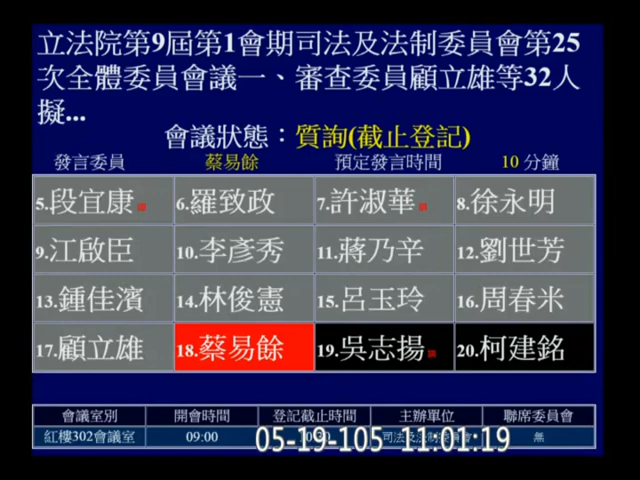 立法院第9屆第1會期司法及法制委員會第25
次全體委員會議一、審查委員顧立雄等32人
擬...
會議狀態：質詢(截止登記)
發言委員 蔡易餘 預定發言時間 10 分鐘
5.段宜康 6.羅致政 7.許淑華 8.徐永明
9.江啟臣 10.李彥秀 11.蔣乃辛 12.劉世芳
13.鍾佳濱 14.林俊憲 15.呂玉玲 16.周春米
17.顧立雄 18.蔡易餘 19.吳志揚 20.柯建銘
會議室別 開會時間 登記截止時間 主辦單位 聯席委員會
紅樓302會議室 09:00 司法及法制委員會 無
05-19-105 11:01:19